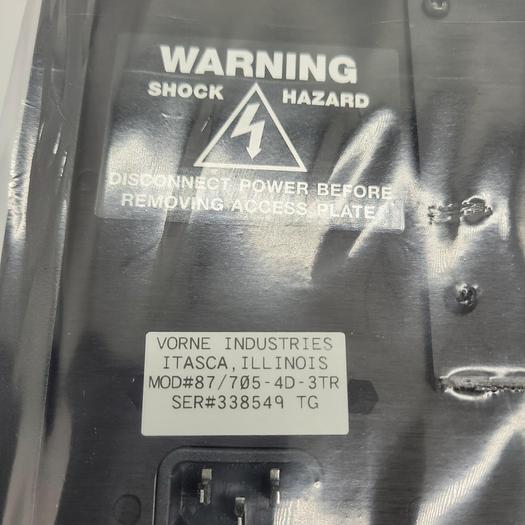 WARNING
SHOCK HAZARD
DISCONNECT POWER BEFORE
REMOVING ACCESS PLATE
VORNE INDUSTRIES
ITASCA, ILLINOIS
MOD#87/705-4D-3TR
SER#338549 TG